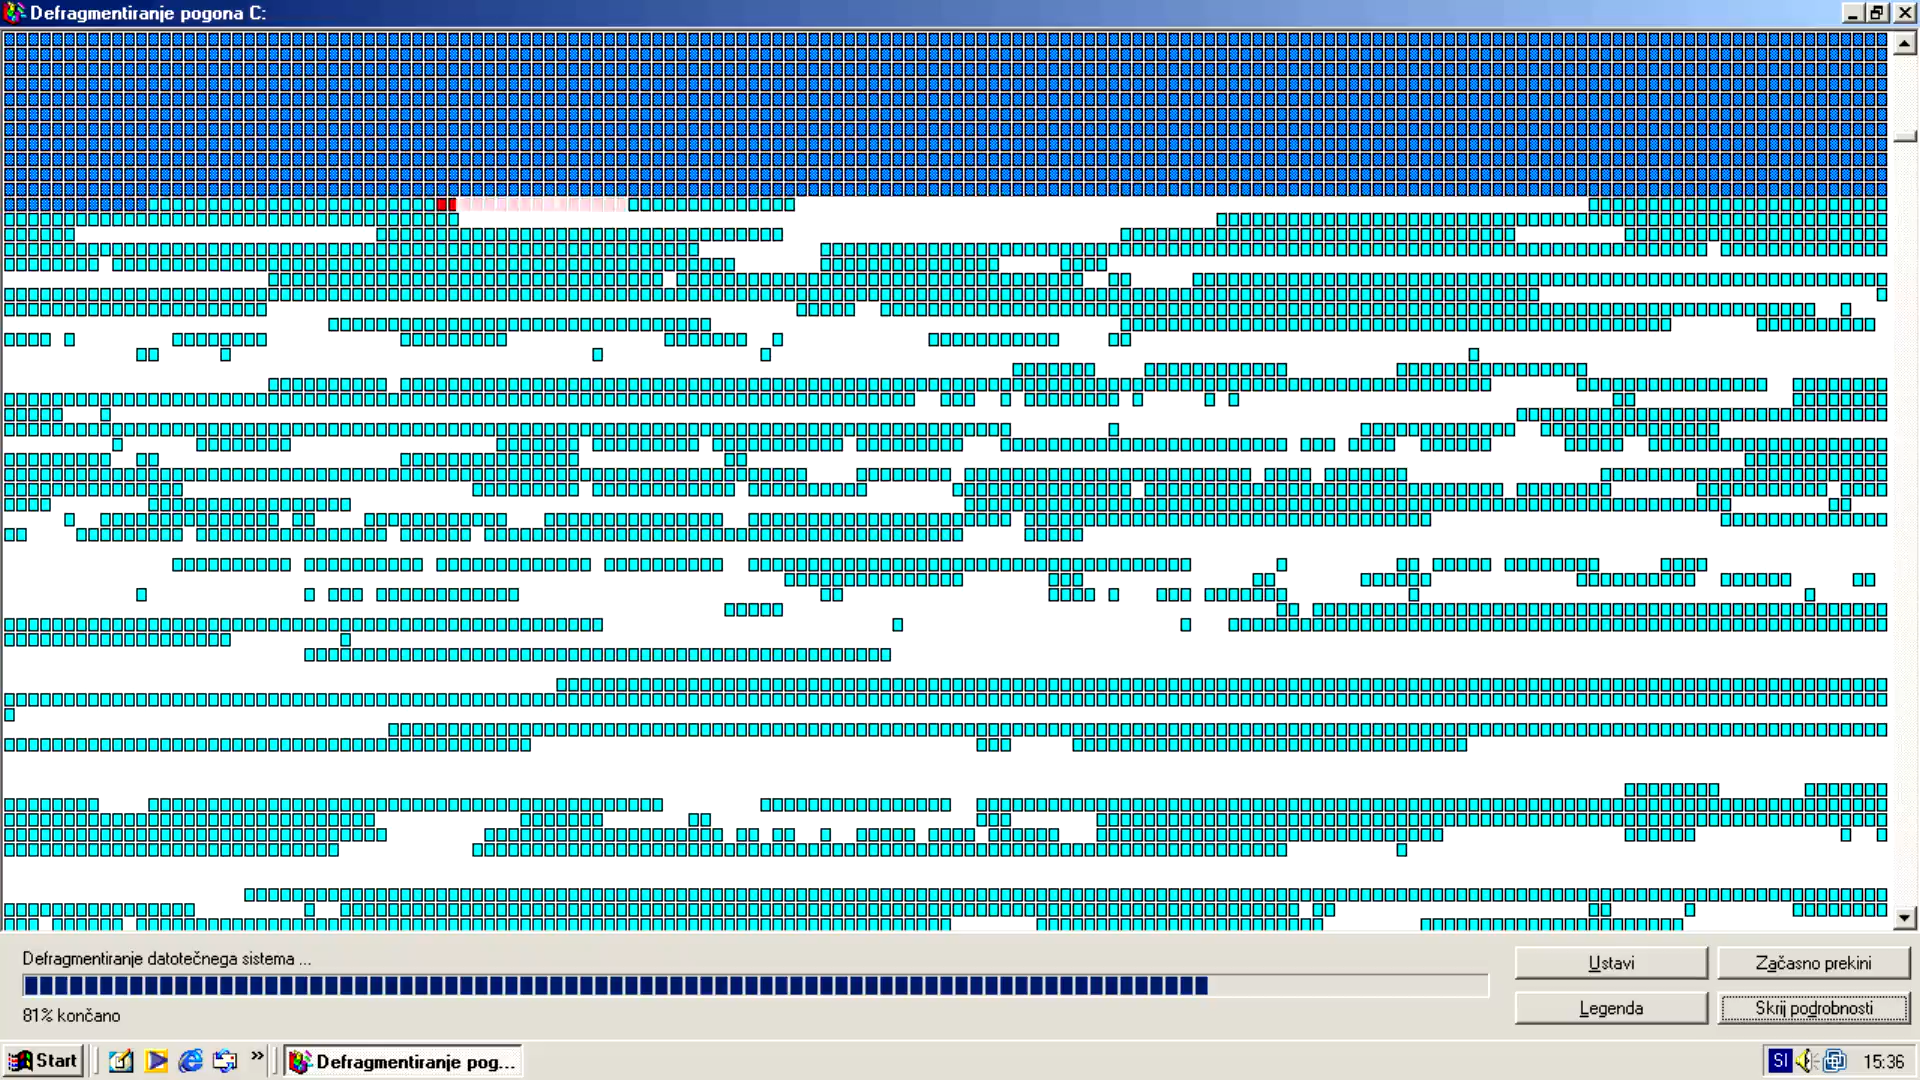 Defragmentiranje pogona C:
Defragmentiranje datotečnega sistema ...
81% končano
Ustavi
Začasno prekini
Legenda
Skrij podrobnosti
Start
»
Defragmentiranje pog...
SI
15:36